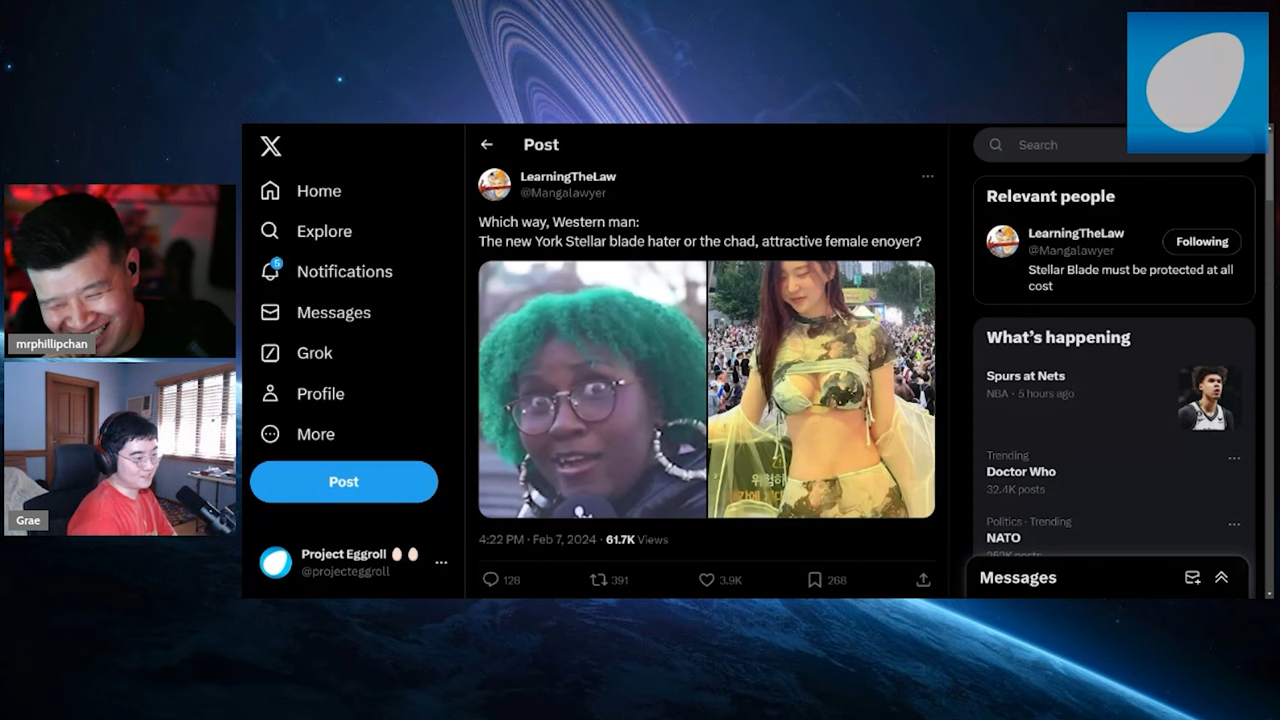 X
Home
Explore
5
Notifications
Messages
Grok
Profile
More
Post
Project Eggroll
@projecteggroll
mrphillipchan
Grae
Post
LearningTheLaw
@Mangalawyer
Which way, Western man:
The new York Stellar blade hater or the chad, attractive female enoyer?
위험하
4:22 PM · Feb 7, 2024 · 61.7K Views
128
391
3.9K
268
Search
Relevant people
LearningTheLaw
@Mangalawyer
Following
Stellar Blade must be protected at all
cost
What's happening
Spurs at Nets
NBA · 5 hours ago
Trending
Doctor Who
32.4K posts
Politics · Trending
NATO
Messages